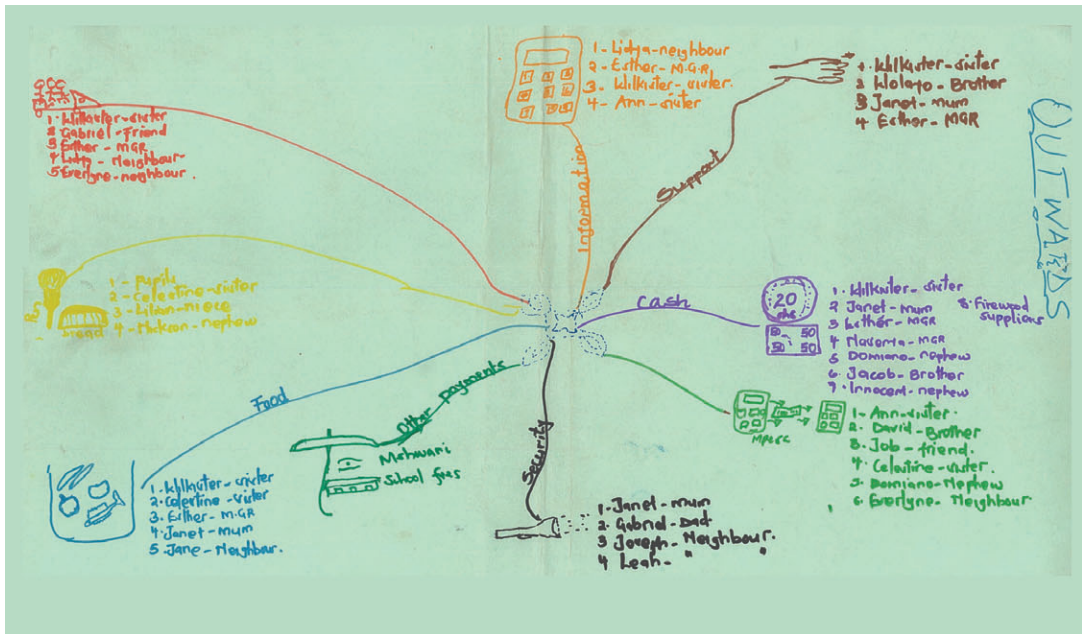 OUTWARDS
1 Wilkister-sister
2 Gabriel-Friend
3 Esther-MGR
4 Lidya-Neighbour
5 Everlyne-neighbour.
1-Lidya-neighbour
2-Esther-M.G.R
3. Wilkister-sister.
4-Ann-sister
Information
Support
1. Wilkister-sister
2 Wolato-Brother
3 Janet-mum
4 Esther-MGR
1-Pupils
2-Celestine-sister
3-Lilian-niece
4-nephew
Bread
Cash
20
50 50
50 50
1. Wilkister-sister
2 Janet-mum
3 Esther-MGR
4 MGR
5 Domiano-nephew
6. Jacob-Brother
7. Innocent-nephew
8. Firewood
suppliers
Food
1. Wilkister-sister
2. Celestine-sister
3. Esther-M.GR
4. Janet-mum
5 Jane-Neighbour.
Other payments
Mshwari
School fees
Security
1-Janet-mum
2. Gabriel-Dad
3 Joseph-Neighbour.
4 Leah- " "
1-Ann-sister.
2. David-Brother
3. Job-friend.
4. Celestine-sister.
5. Domiano-Nephew
6. Everlyne-Neighbour